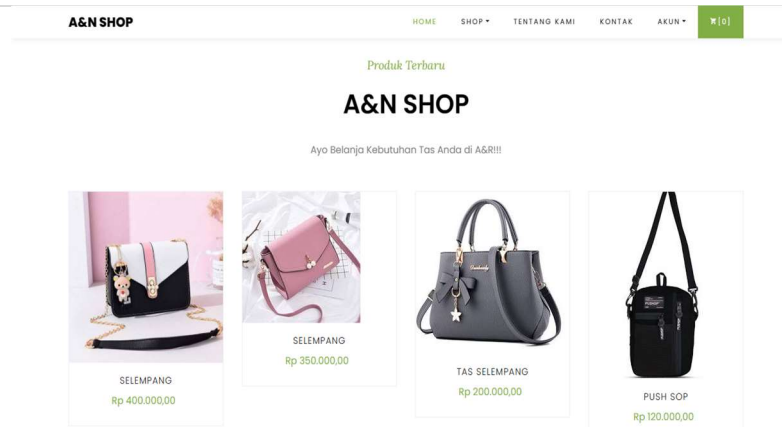 A&N SHOP
HOME SHOP TENTANG KAMI KONTAK AKUN [0]
Produk Terbaru
A&N SHOP
Ayo Belanja Kebutuhan Tas Anda di A&R!!!
SELEMPANG
Rp 400.000,00
SELEMPANG
Rp 350.000,00
TAS SELEMPANG
Rp 200.000,00
PUSH SOP
Rp 120.000,00